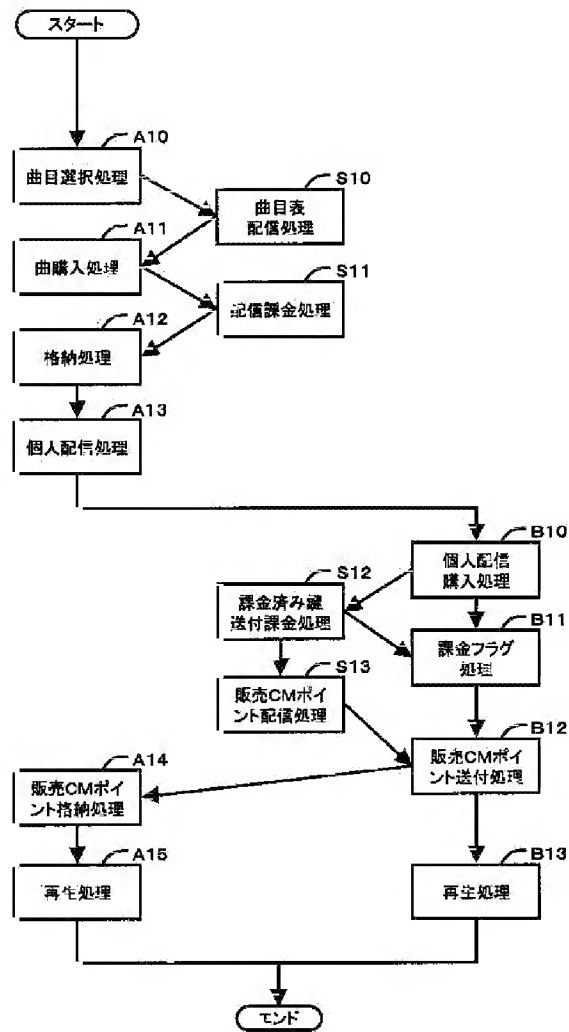 スタート
A10
曲目選択処理
S10
曲目表
配信処理
A11
曲購入処理
S11
配信課金処理
A12
格納処理
A13
個人配信処理
B10
個人配信
購入処理
S12
課金済み鍵
送付課金処理
B11
課金フラグ
処理
S13
販売CMポイ
ント配信処理
B12
販売CMポイ
ント送付処理
A14
販売CMポイ
ント格納処理
A15
再生処理
B13
再生処理
エンド